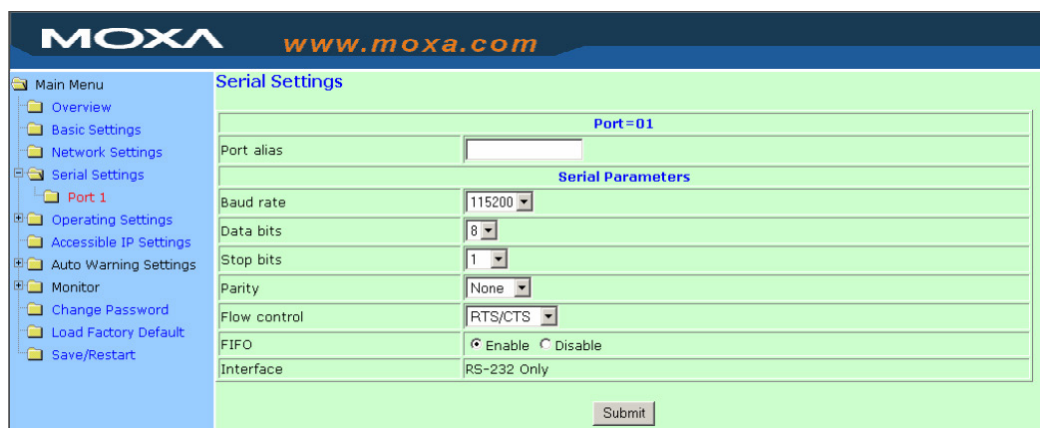 MOXA www.moxa.com
Main Menu
Overview
Basic Settings
Network Settings
Serial Settings
Port 1
Operating Settings
Accessible IP Settings
Auto Warning Settings
Monitor
Change Password
Load Factory Default
Save/Restart
Serial Settings
Port=01
Port alias
Serial Parameters
Baud rate 115200
Data bits 8
Stop bits 1
Parity None
Flow control RTS/CTS
FIFO Enable Disable
Interface RS-232 Only
Submit